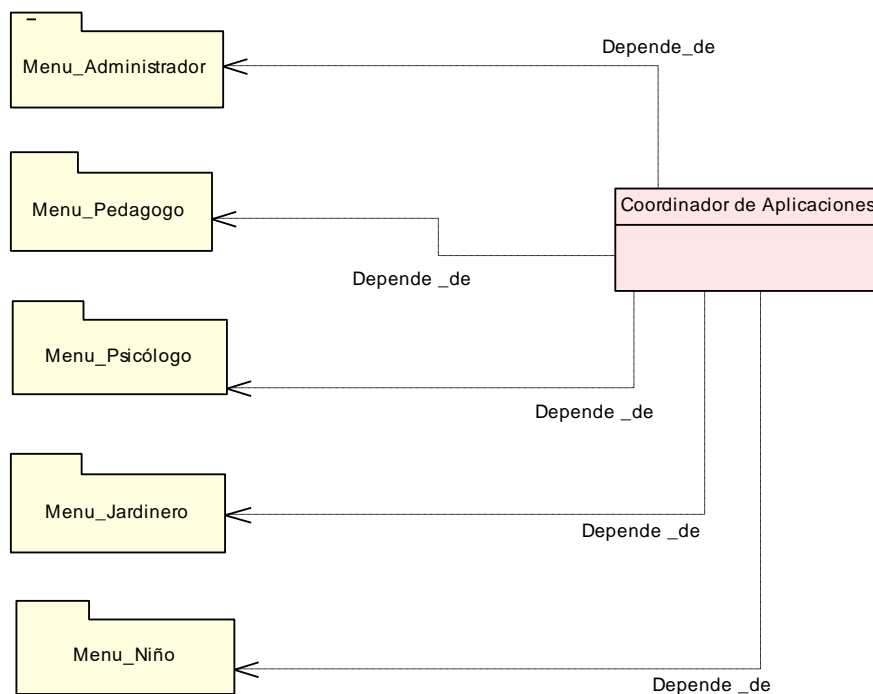 Depende_de
Menu_Administrador
Coordinador de Aplicaciones
Menu_Pedagogo
Depende _de
Menu_Psicólogo
Depende _de
Menu_Jardinero
Depende _de
Menu_Niño
Depende _de